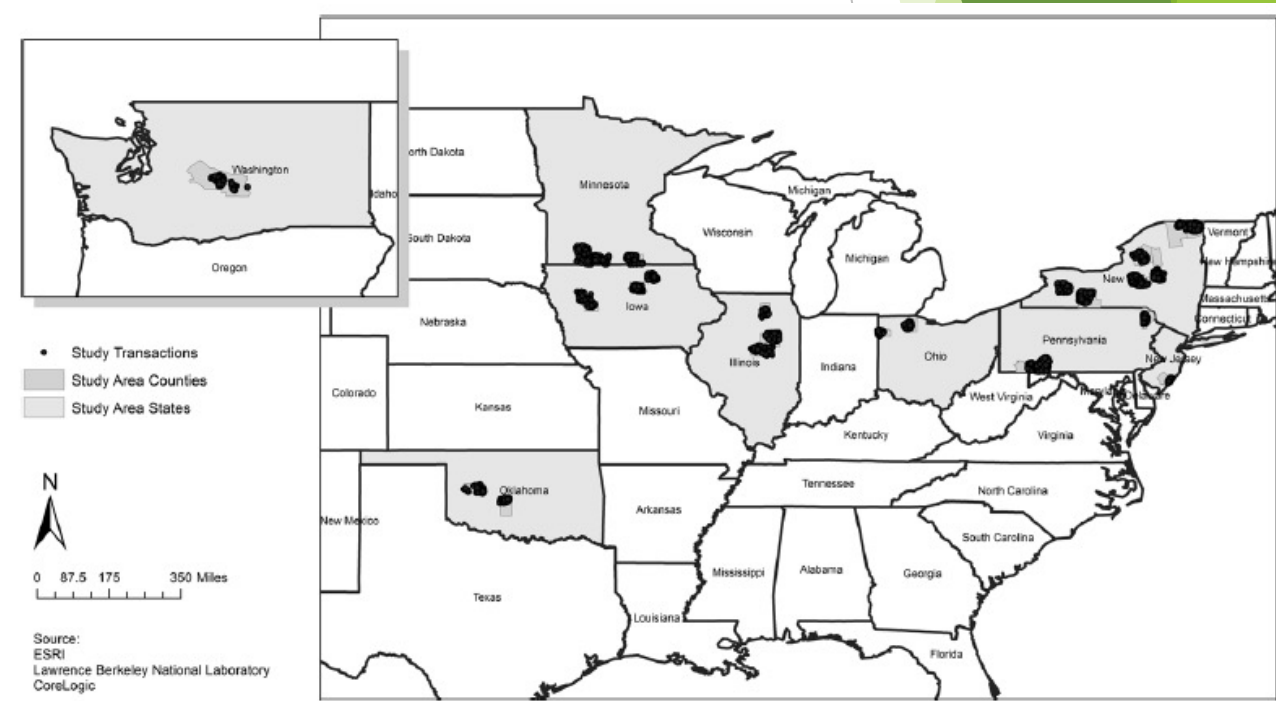 Washington
Idaho
Oregon
orth Dakota
South Dakota
Nebraska
Minnesota
Iowa
Wisconsin
Michigan
Michigan
Illinois
Indiana
Ohio
New
Vermont
New Hampshire
Massachusetts
Connecticut
Pennsylvania
New Jersey
Delaware
West Virginia
Virginia
Kentucky
Colorado
Kansas
Missouri
Oklahoma
New Mexico
Arkansas
Tennessee
North Carolina
South Carolina
Texas
Louisiana
Mississippi
Alabama
Georgia
Florida
Study Transactions
Study Area Counties
Study Area States
N
0 87.5 175 350 Miles
Source:
ESRI
Lawrence Berkeley National Laboratory
CoreLogic